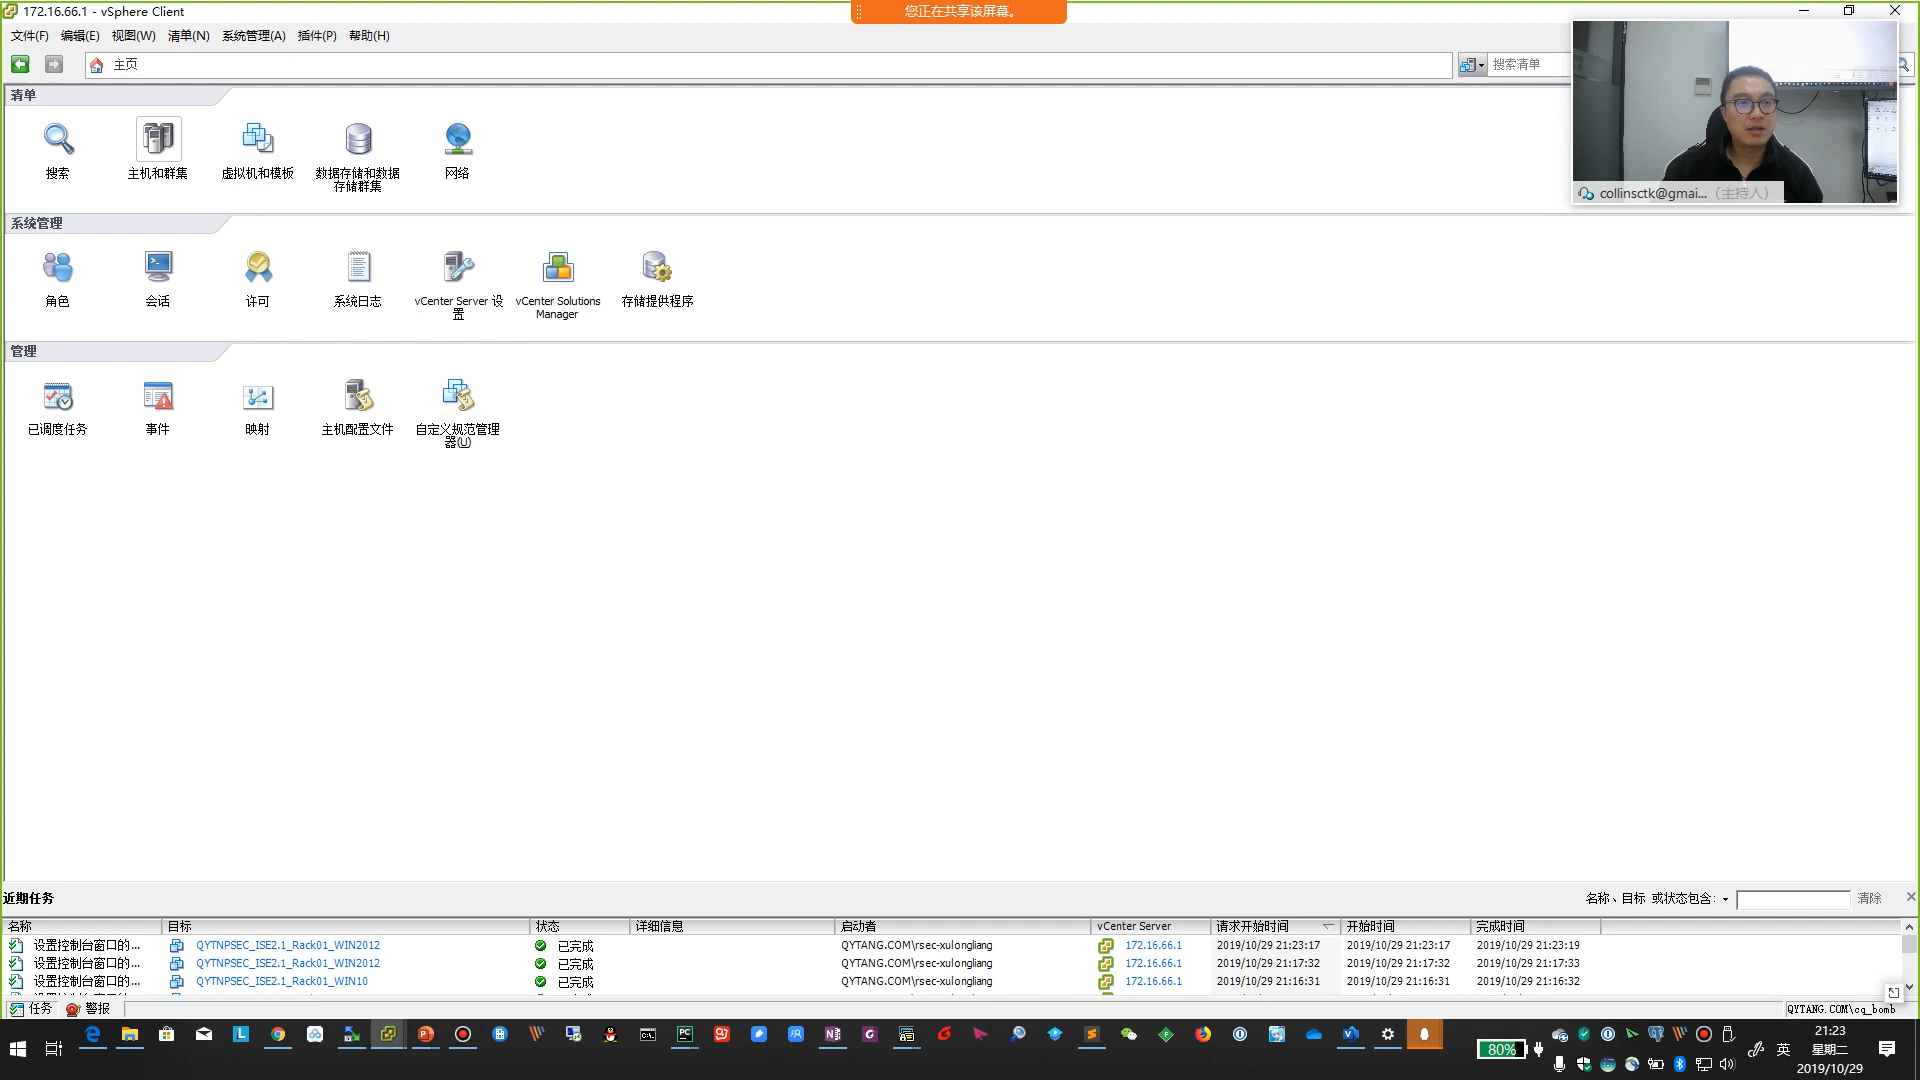 172.16.66.1 - vSphere Client
您正在共享该屏幕。
文件(F) 编辑(E) 视图(W) 清单(N) 系统管理(A) 插件(P) 帮助(H)
主页
搜索清单
collinsctk@gmai... (主持人)
清单
搜索
主机和群集
虚拟机和模板
数据存储和数据
存储群集
网络
系统管理
角色
会话
许可
系统日志
vCenter Server 设
置
vCenter Solutions
Manager
存储提供程序
管理
已调度任务
事件
映射
主机配置文件
自定义规范管理
器(U)
近期任务
名称、目标 或状态包含:
清除
名称 目标 状态 详细信息 启动者 vCenter Server 请求开始时间 开始时间 完成时间
设置控制台窗口的... QYTNPSEC_ISE2.1_Rack01_WIN2012 已完成 QYTANG.COM\rsec-xulongliang 172.16.66.1 2019/10/29 21:23:17 2019/10/29 21:23:17 2019/10/29 21:23:19
设置控制台窗口的... QYTNPSEC_ISE2.1_Rack01_WIN2012 已完成 QYTANG.COM\rsec-xulongliang 172.16.66.1 2019/10/29 21:17:32 2019/10/29 21:17:32 2019/10/29 21:17:33
设置控制台窗口的... QYTNPSEC_ISE2.1_Rack01_WIN10 已完成 QYTANG.COM\rsec-xulongliang 172.16.66.1 2019/10/29 21:16:31 2019/10/29 21:16:31 2019/10/29 21:16:32
任务 警报
QYTANG.COM\cq_bomb
80%
英
21:23
星期二
2019/10/29